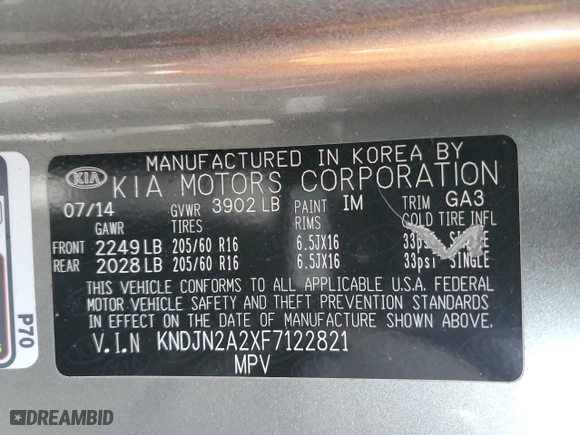 MANUFACTURED IN KOREA BY
KIA KIA MOTORS CORPORATION
07/14 GVWR 3902 LB PAINT IM TRIM GA3
GAWR TIRES RIMS COLD TIRE INFL
FRONT 2249 LB 205/60 R16 6.5JX16 33psi SINGLE
REAR 2028 LB 205/60 R16 6.5JX16 33psi SINGLE
THIS VEHICLE CONFORMS TO ALL APPLICABLE U.S.A. FEDERAL
MOTOR VEHICLE SAFETY AND THEFT PREVENTION STANDARDS
IN EFFECT ON THE DATE OF MANUFACTURE SHOWN ABOVE.
V.I.N KNDJN2A2XF7122821
MPV
P70
DREAMBID